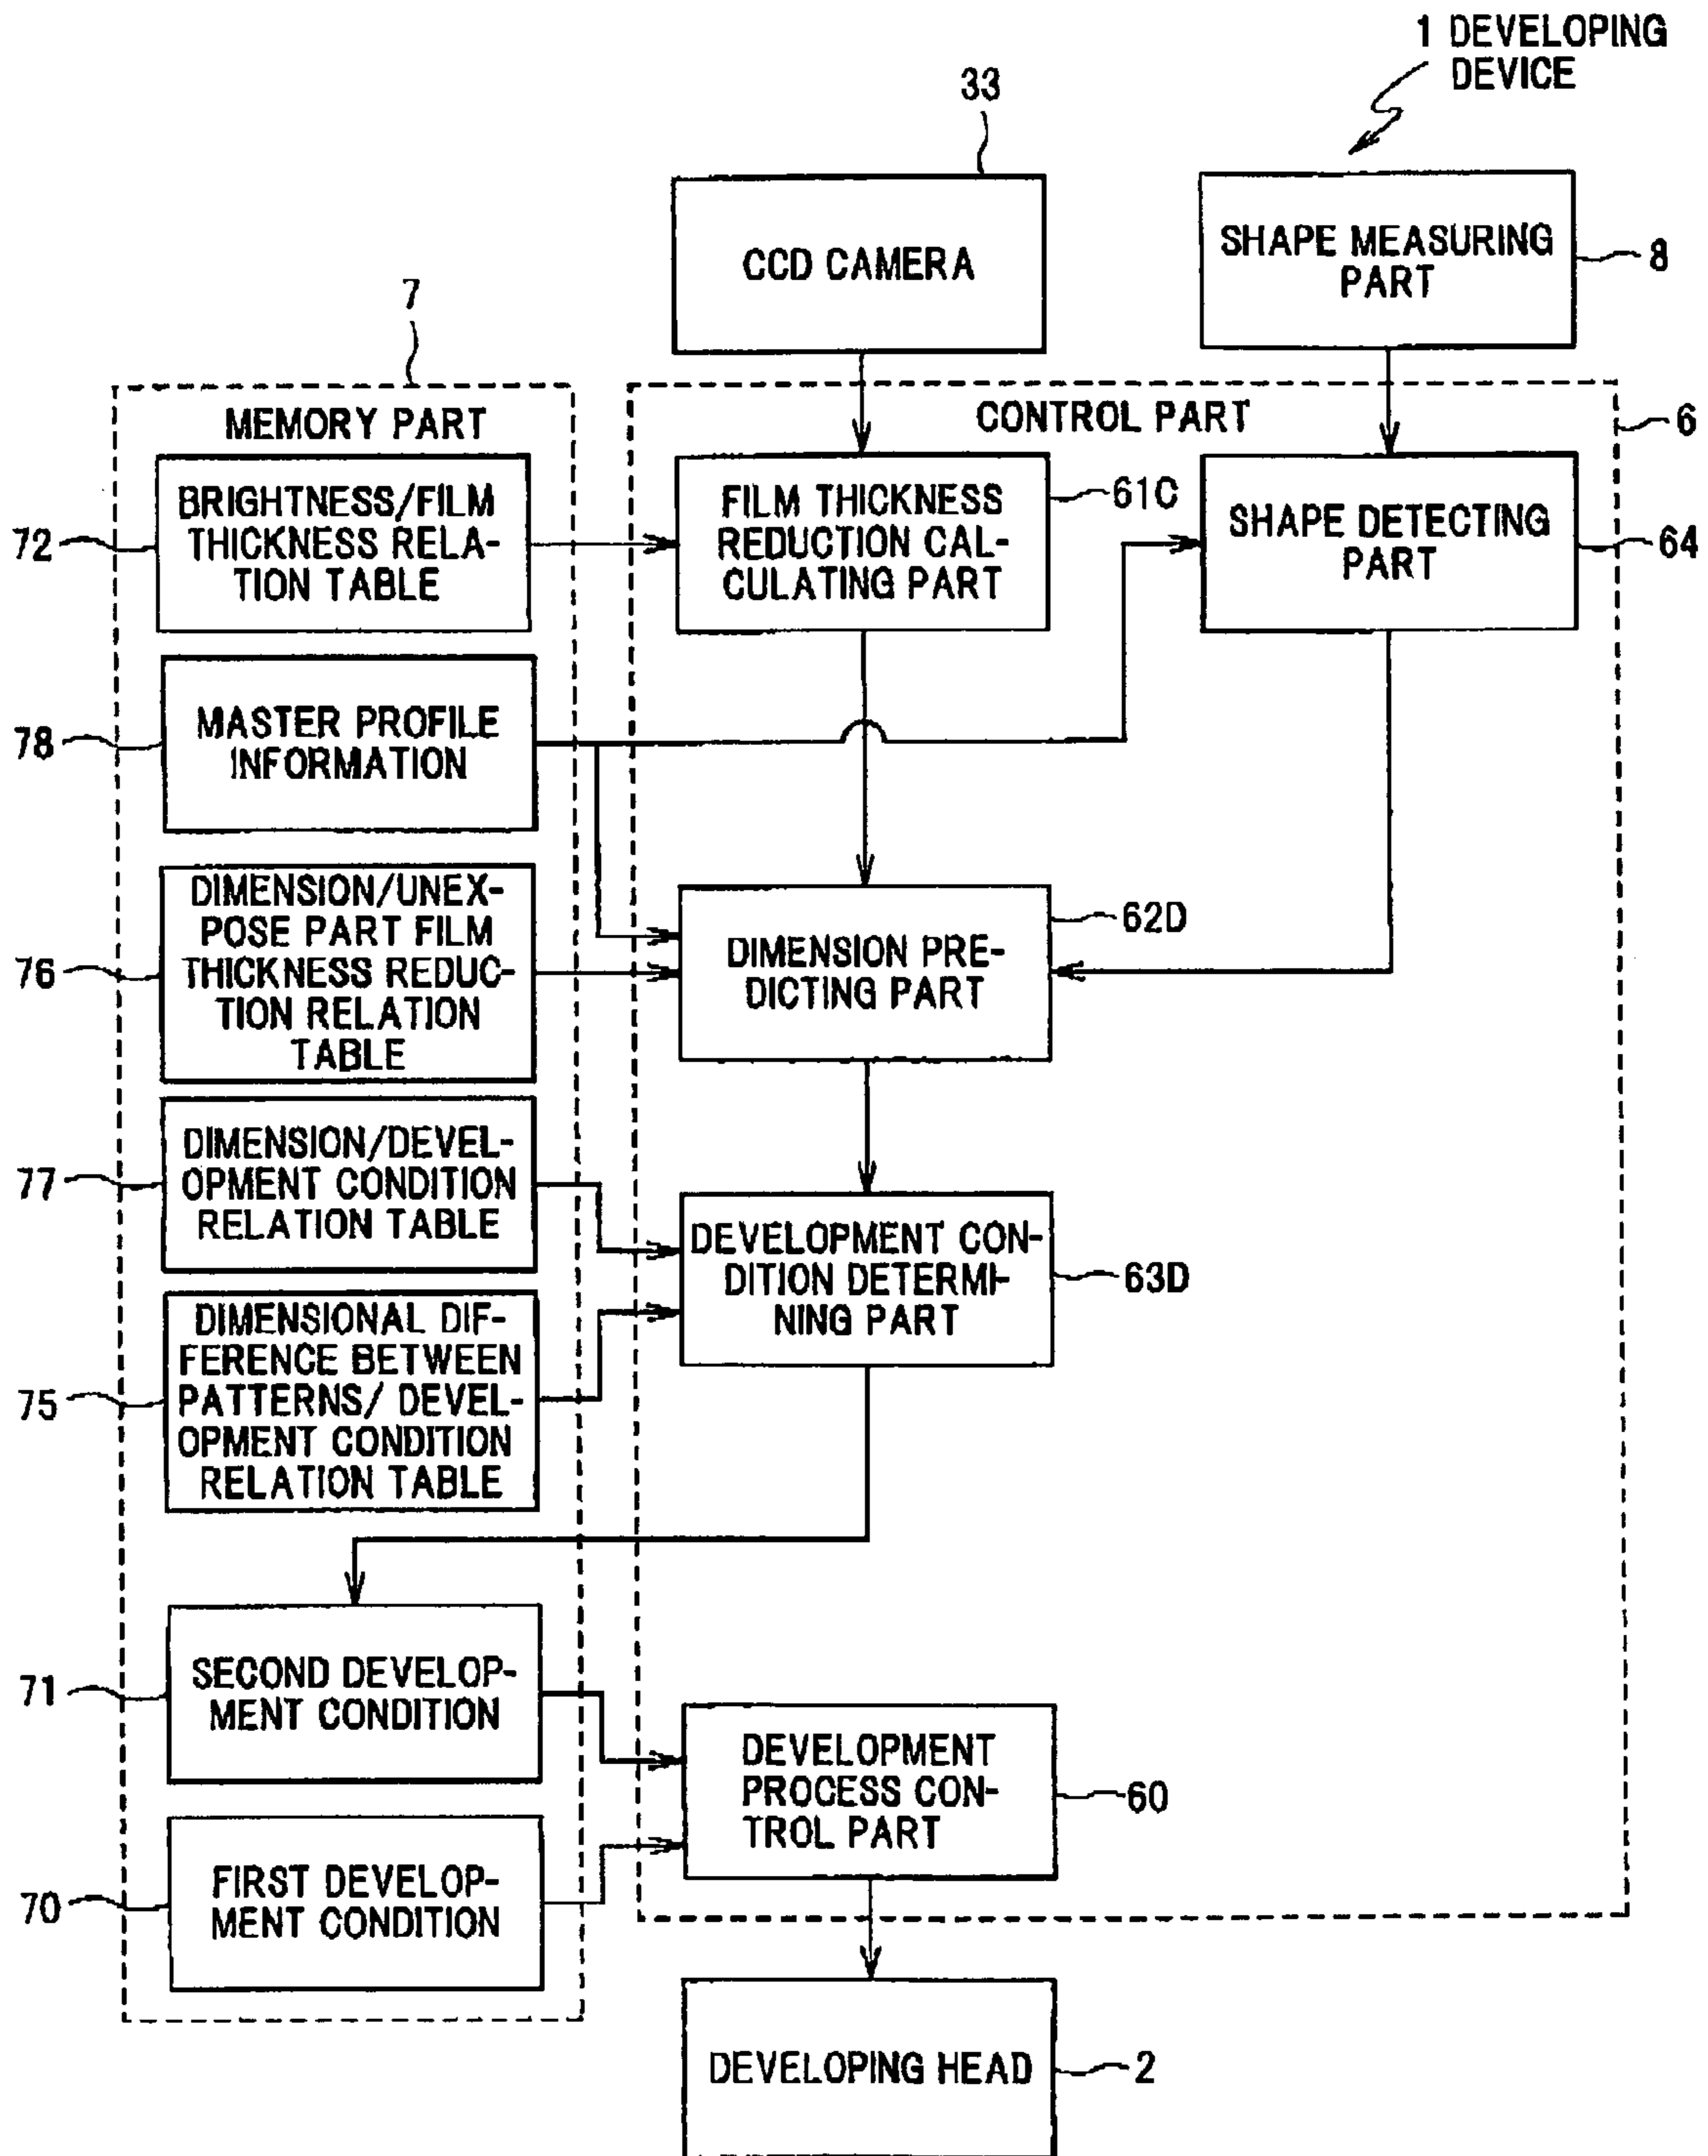 1 DEVELOPING
DEVICE
33
CCD CAMERA
SHAPE MEASURING
PART
8
7
MEMORY PART
CONTROL PART
6
72
BRIGHTNESS/FILM
THICKNESS RELA-
TION TABLE
FILM THICKNESS
REDUCTION CAL-
CULATING PART
61C
SHAPE DETECTING
PART
64
78
MASTER PROFILE
INFORMATION
76
DIMENSION/UNEX-
POSE PART FILM
THICKNESS REDUC-
TION RELATION
TABLE
DIMENSION PRE-
DICTING PART
62D
77
DIMENSION/DEVEL-
OPMENT CONDITION
RELATION TABLE
DEVELOPMENT CON-
DITION DETERMI-
NING PART
63D
75
DIMENSIONAL DIF-
FERENCE BETWEEN
PATTERNS/ DEVEL-
OPMENT CONDITION
RELATION TABLE
71
SECOND DEVELOP-
MENT CONDITION
DEVELOPMENT
PROCESS CON-
TROL PART
60
70
FIRST DEVELOP-
MENT CONDITION
DEVELOPING HEAD
2